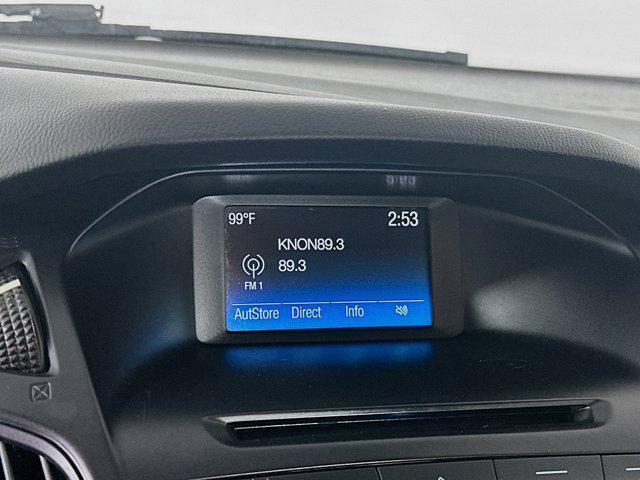 99°F 2:53
KNON89.3
89.3
FM 1
AutStore Direct Info